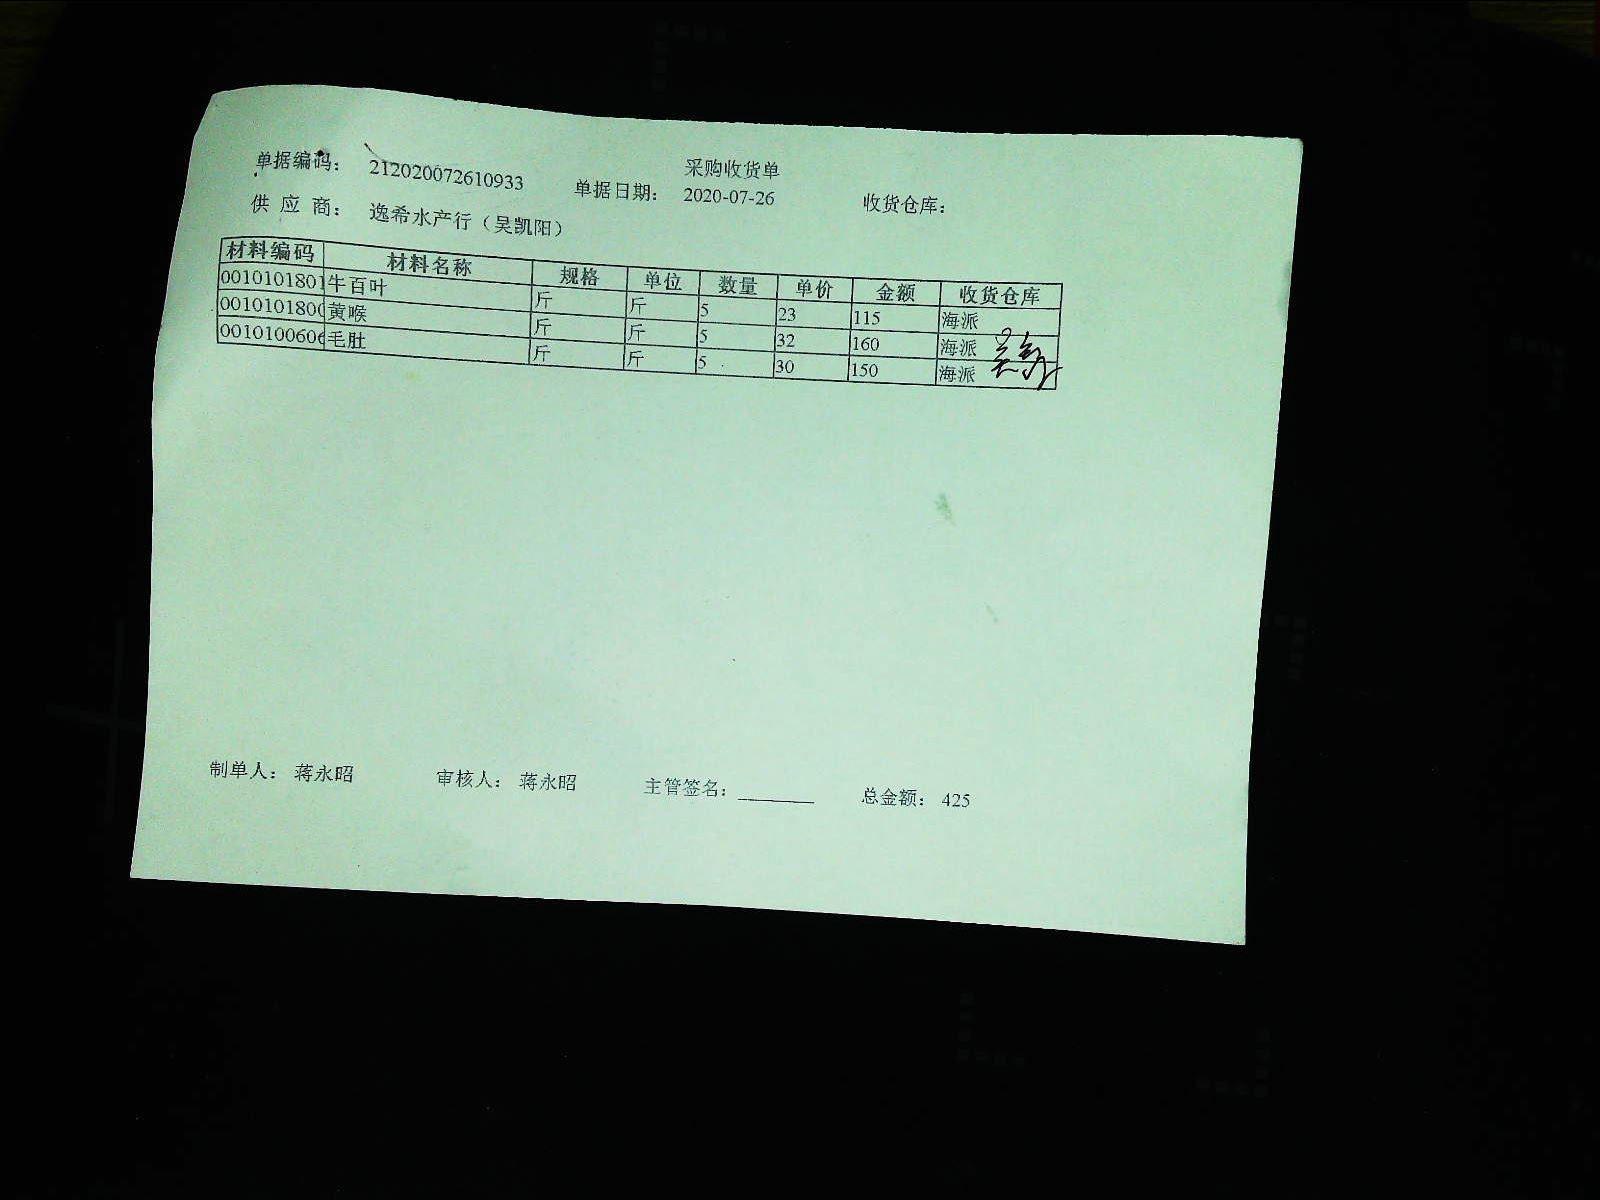 采购收货单
单据编码： 212020072610933 单据日期： 2020-07-26 收货仓库：
供 应 商： 逸希水产行（吴凯阳）
材料编码 材料名称 规格 单位 数量 单价 金额 收货仓库
0010101801 牛百叶 斤 斤 5 23 115 海派
001010180 黄喉 斤 斤 5 32 160 海派
001010060 毛肚 斤 斤 5 30 150 海派
制单人： 蒋永昭 审核人： 蒋永昭 主管签名： 总金额： 425